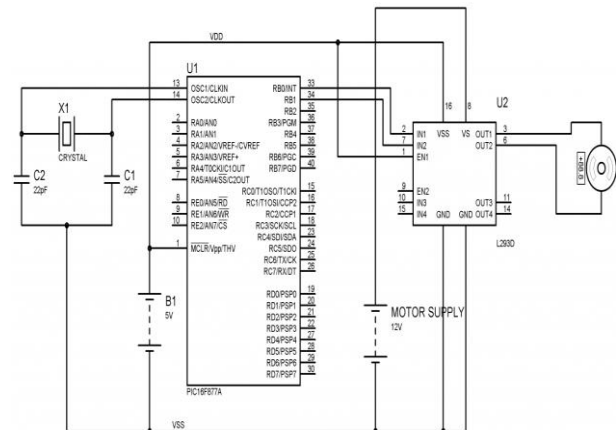 U1
VDD
13 OSC1/CLKIN
14 OSC2/CLKOUT
2 RA0/AN0
3 RA1/AN1
4 RA2/AN2/VREF-/CVREF
5 RA3/AN3/VREF+
6 RA4/T0CKI/C1OUT
7 RA5/AN4/SS/C2OUT
8 RE0/AN5/RD
9 RE1/AN6/WR
10 RE2/AN7/CS
1 MCLR/Vpp/THV
RB0/INT 33
RB1 34
RB2 35
RB3/PGM 36
RB4 37
RB5 38
RB6/PGC 39
RB7/PGD 40
RC0/T1OSO/T1CKI 15
RC1/T1OSI/CCP2 16
RC2/CCP1 17
RC3/SCK/SCL 18
RC4/SDI/SDA 23
RC5/SDO 24
RC6/TX/CK 25
RC7/RX/DT 26
RD0/PSP0 19
RD1/PSP1 20
RD2/PSP2 21
RD3/PSP3 22
RD4/PSP4 27
RD5/PSP5 28
RD6/PSP6 29
RD7/PSP7 30
PIC16F877A
X1
CRYSTAL
C2
22pF
C1
22pF
B1
5V
VSS
MOTOR SUPPLY
12V
U2
16 8
VSS VS
2 IN1
7 IN2
1 EN1
9 EN2
10 IN3
15 IN4
OUT1 3
OUT2 6
OUT3 11
OUT4 14
GND GND
L293D